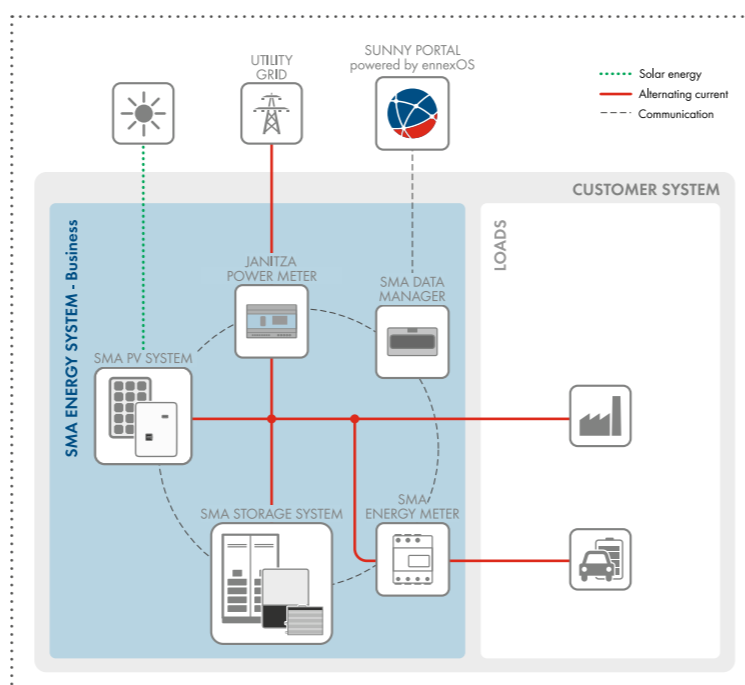 UTILITY
GRID
SUNNY PORTAL
powered by ennexOS
Solar energy
Alternating current
Communication
CUSTOMER SYSTEM
SMA ENERGY SYSTEM - Business
LOADS
JANITZA
POWER METER
SMA DATA
MANAGER
SMA PV SYSTEM
SMA STORAGE SYSTEM
SMA
ENERGY METER